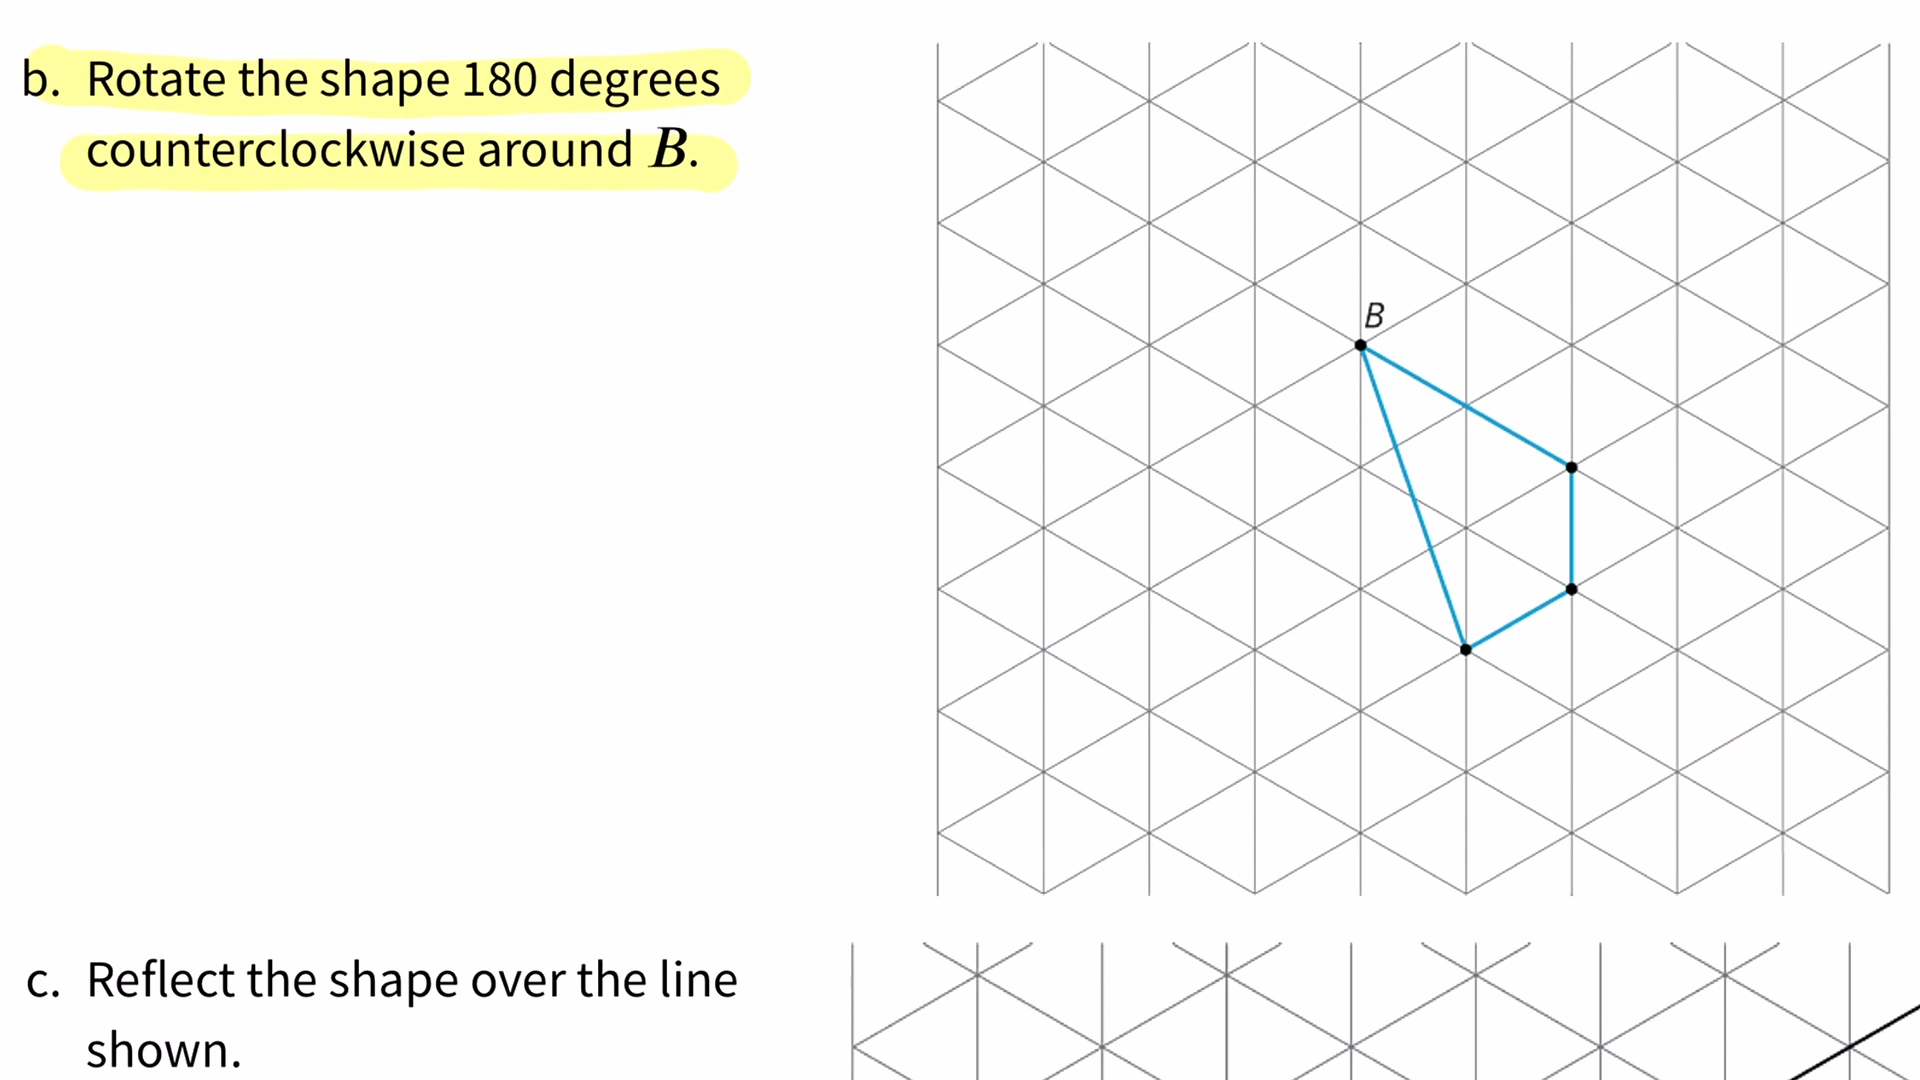 b. Rotate the shape 180 degrees
counterclockwise around B.
B
c. Reflect the shape over the line
shown.